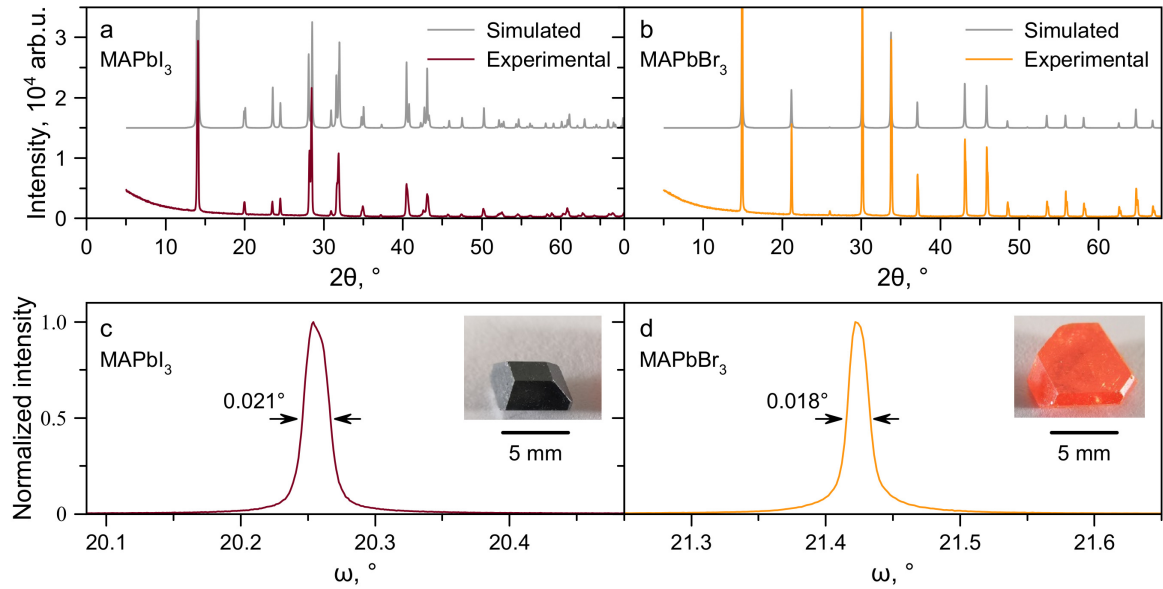 a
MAPbI3
Simulated
Experimental
Intensity, 10^4 arb.u.
3
2
1
0
0 10 20 30 40 50 60
2θ, °
b
MAPbBr3
Simulated
Experimental
0 10 20 30 40 50 60
2θ, °
c
MAPbI3
0.021°
5 mm
Normalized intensity
1.0
0.5
0
20.1 20.2 20.3 20.4
ω, °
d
MAPbBr3
0.018°
5 mm
21.3 21.4 21.5 21.6
ω, °